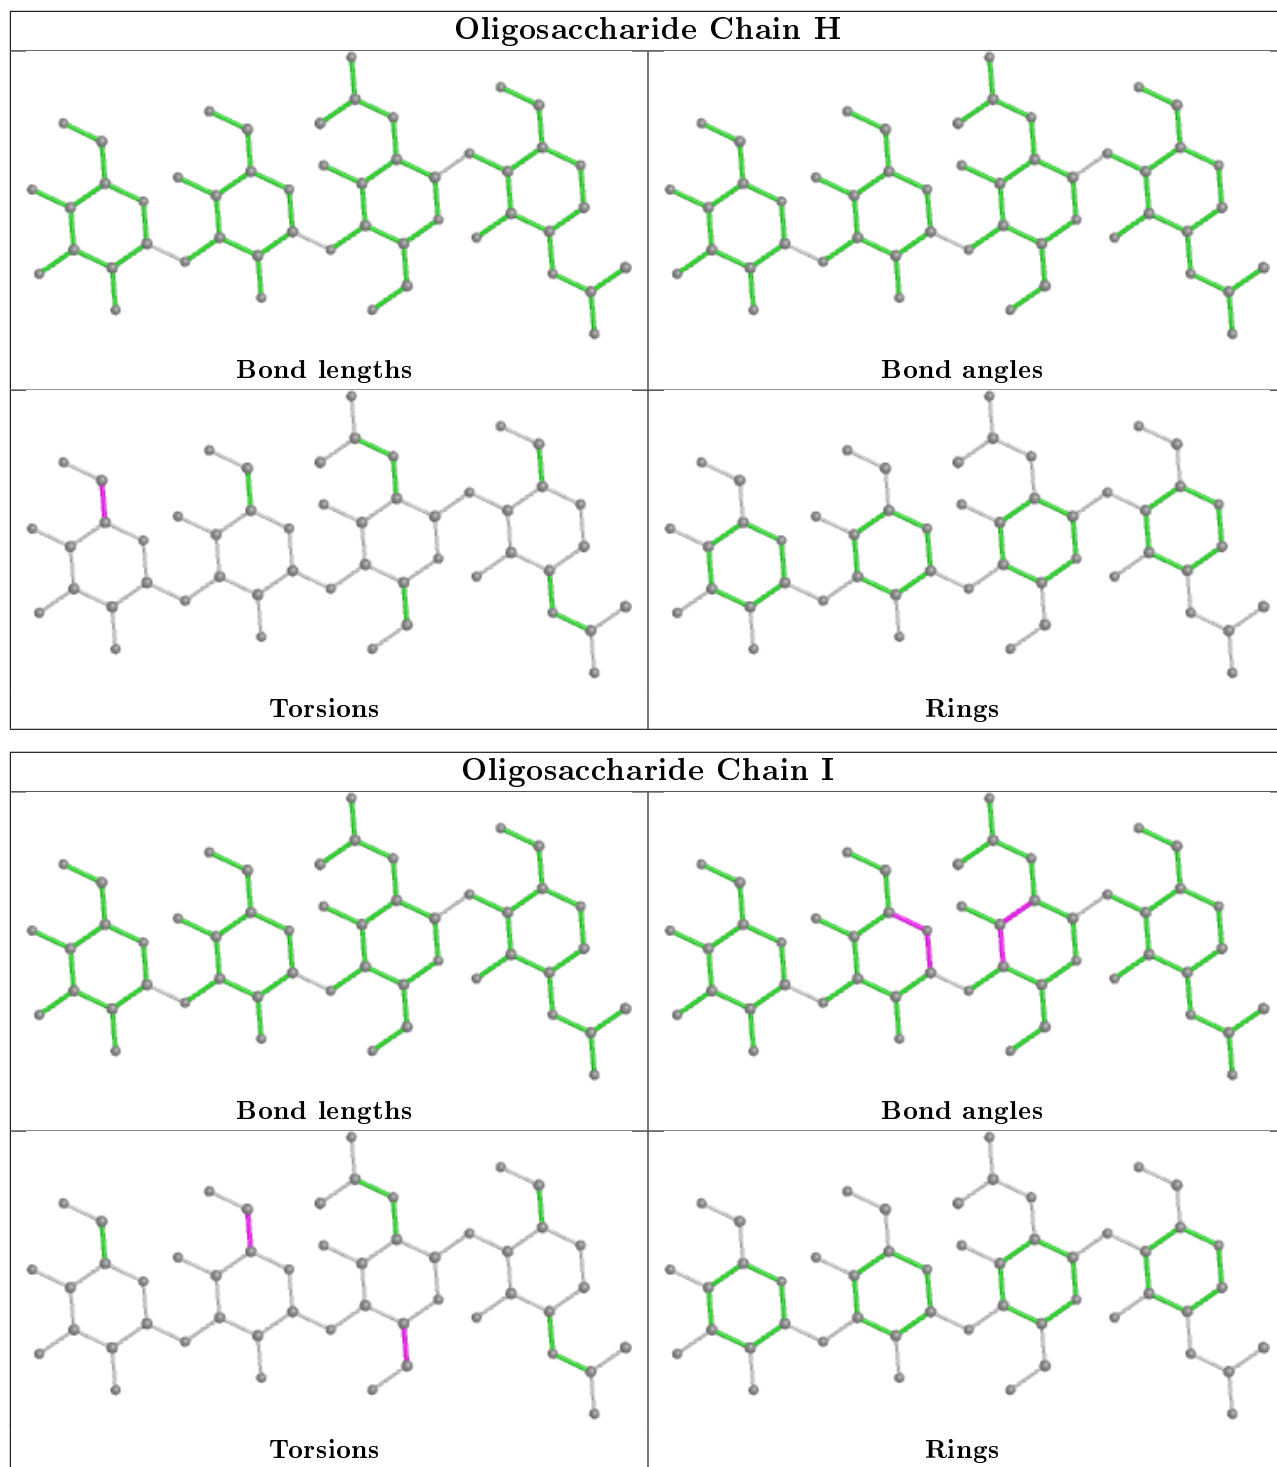 Oligosaccharide Chain H
Bond lengths
Bond angles
Torsions
Rings
Oligosaccharide Chain I
Bond lengths
Bond angles
Torsions
Rings